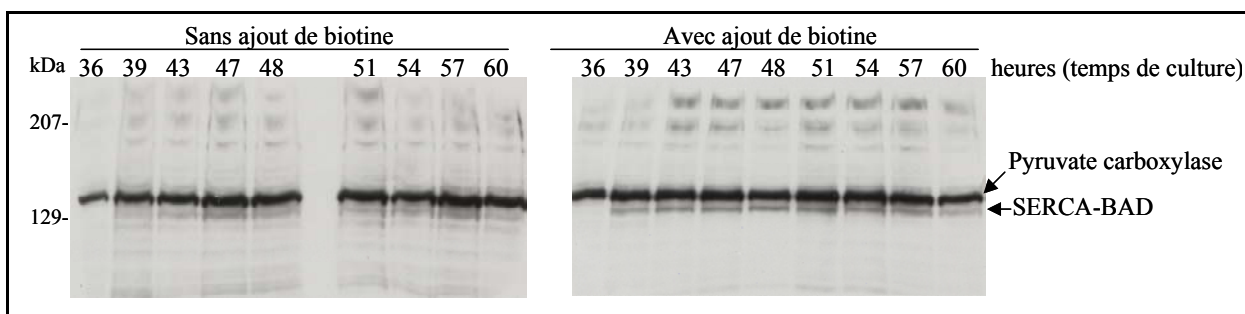 Sans ajout de biotine
Avec ajout de biotine
kDa 36 39 43 47 48 51 54 57 60 36 39 43 47 48 51 54 57 60 heures (temps de culture)
207-
Pyruvate carboxylase
129-
SERCA-BAD